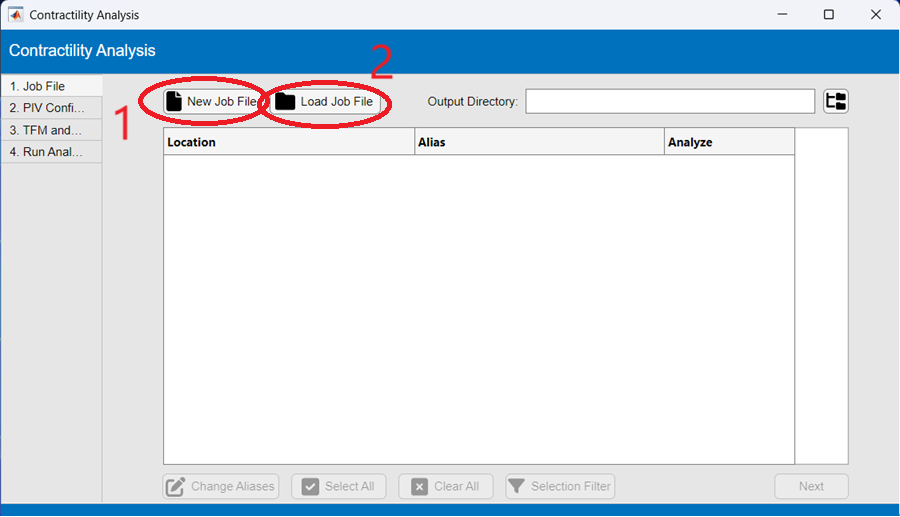 Contractility Analysis
Contractility Analysis
2
1. Job File
New Job File
Load Job File
Output Directory:
2. PIV Confi...
1
3. TFM and...
Location Alias Analyze
4. Run Anal...
Change Aliases
Select All
Clear All
Selection Filter
Next